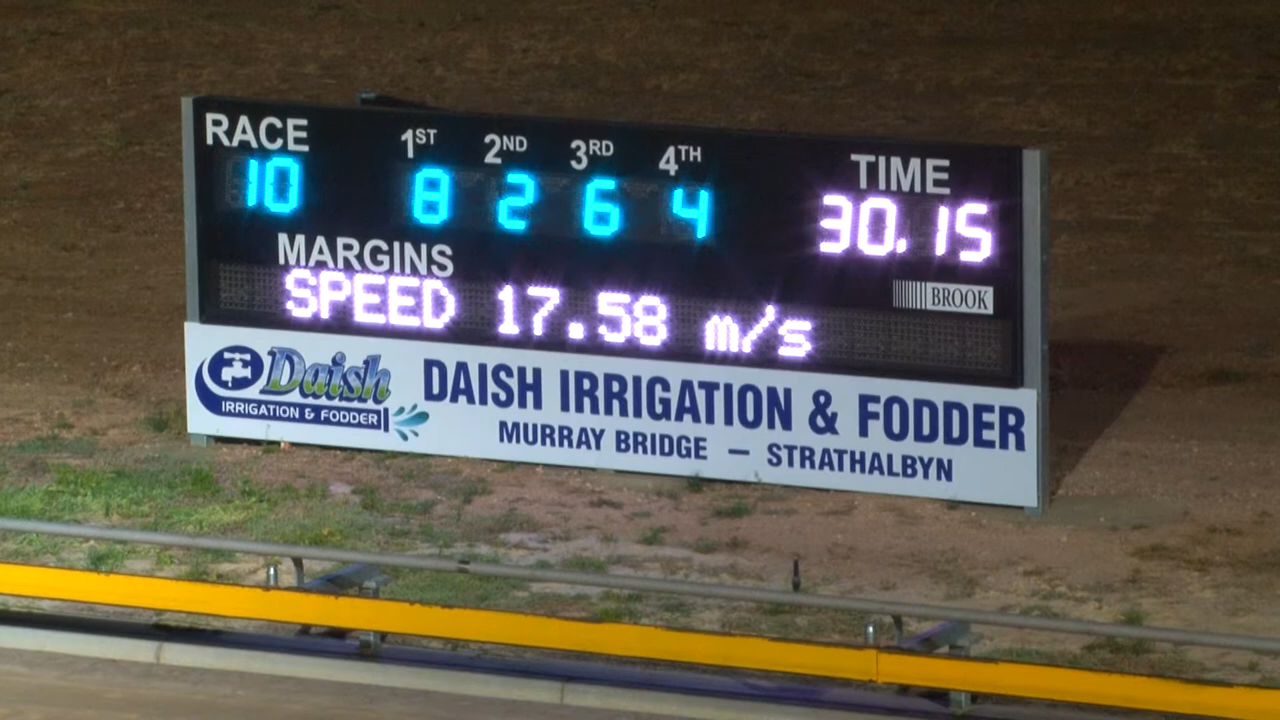 RACE 1ST 2ND 3RD 4TH TIME
10 8 2 6 4 30.15
MARGINS
SPEED 17.58 m/s
BROOK
Daish
IRRIGATION & FODDER
DAISH IRRIGATION & FODDER
MURRAY BRIDGE – STRATHALBYN